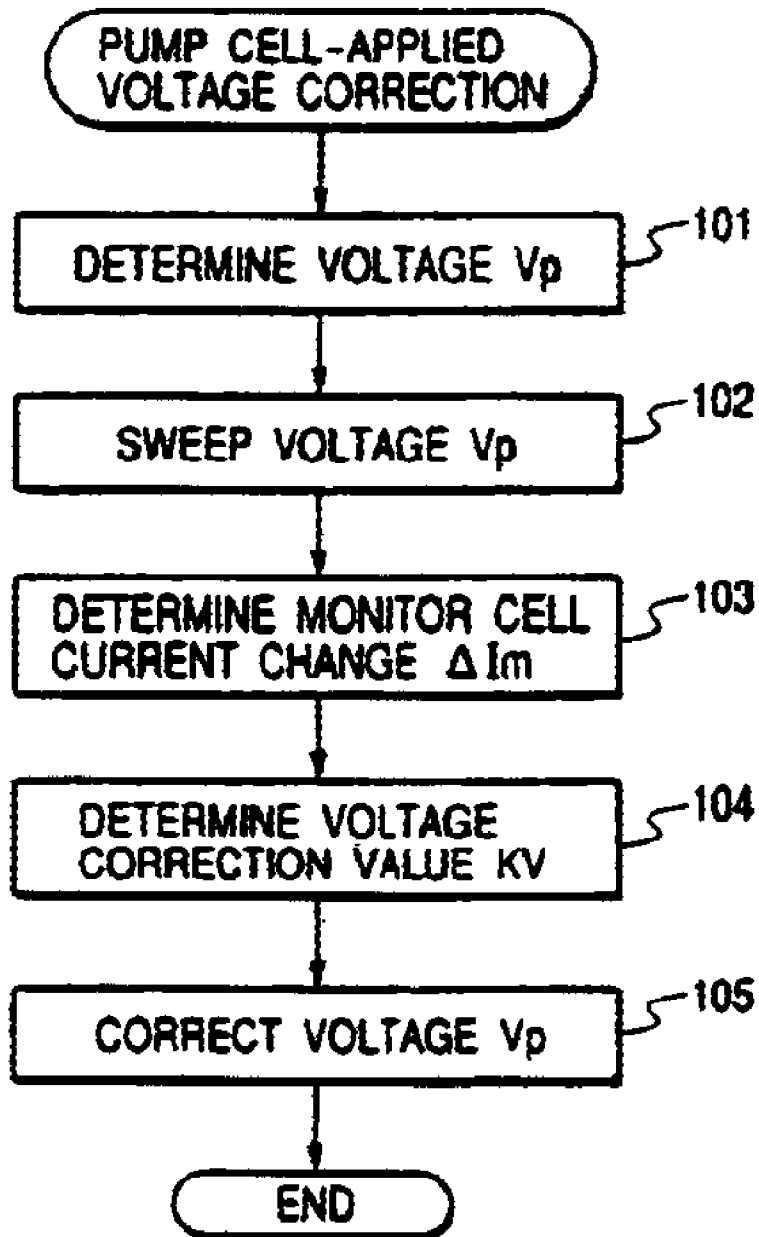 PUMP CELL-APPLIED
VOLTAGE CORRECTION
DETERMINE VOLTAGE Vp
101
SWEEP VOLTAGE Vp
102
DETERMINE MONITOR CELL
CURRENT CHANGE Δ Im
103
DETERMINE VOLTAGE
CORRECTION VALUE KV
104
CORRECT VOLTAGE Vp
105
END